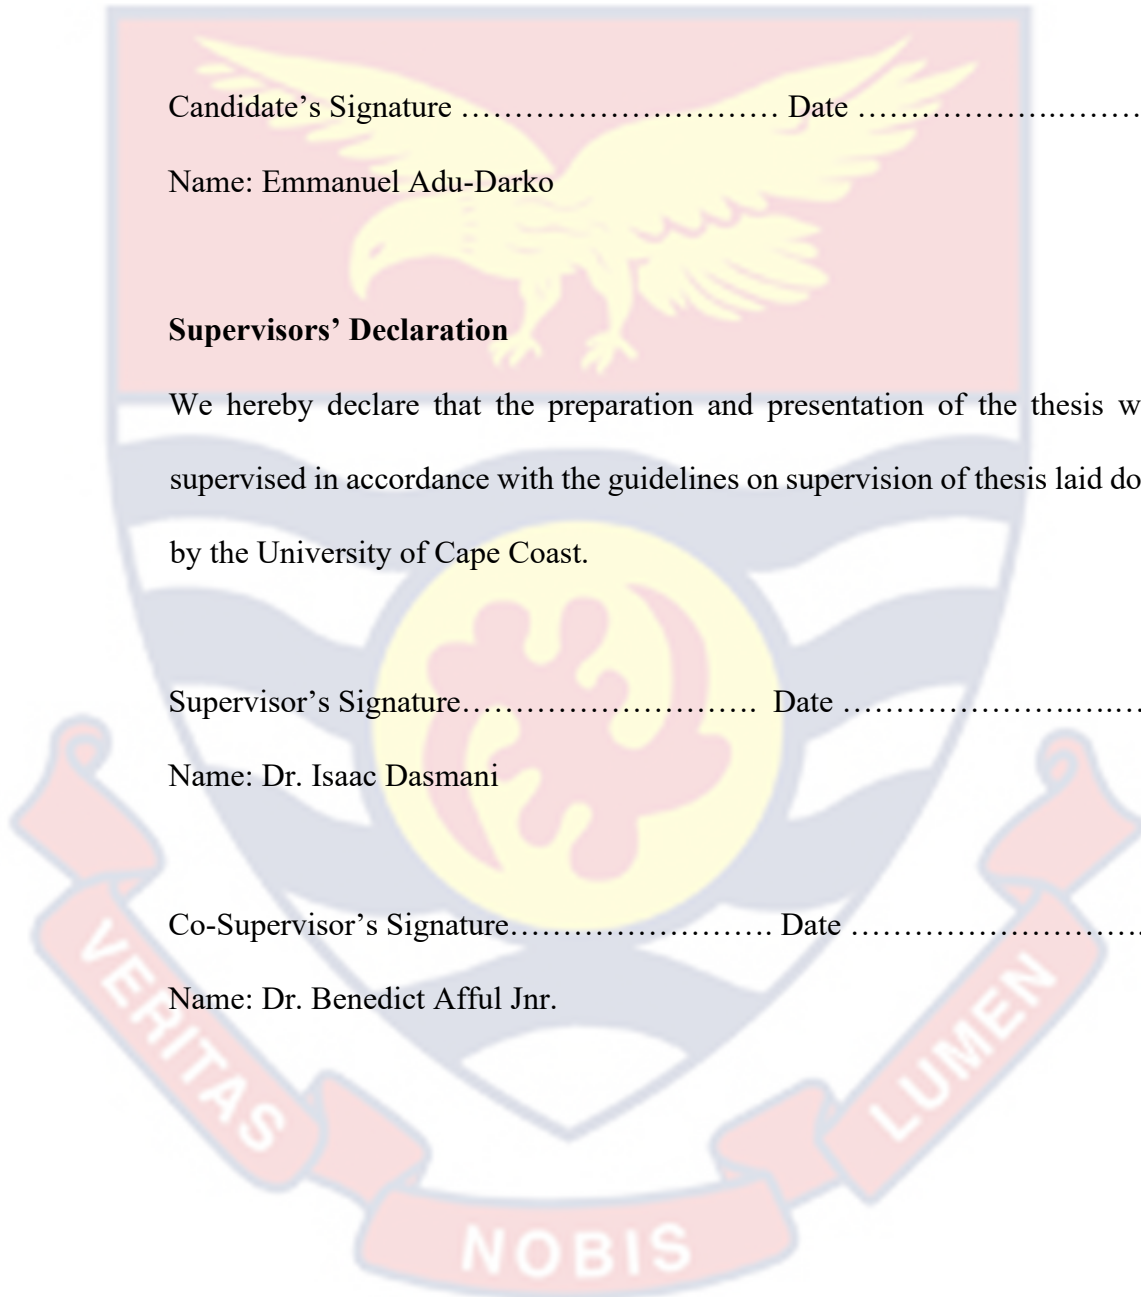 Candidate’s Signature ………………………… Date ……………….………
Name: Emmanuel Adu-Darko
Supervisors’ Declaration
We hereby declare that the preparation and presentation of the thesis
supervised in accordance with the guidelines on supervision of thesis laid
by the University of Cape Coast.
Supervisor’s Signature………………………. Date ………………….….…
Name: Dr. Isaac Dasmani
Co-Supervisor’s Signature……………………. Date ……………………….
Name: Dr. Benedict Afful Jnr.
VERITAS
NOBIS
LUMEN